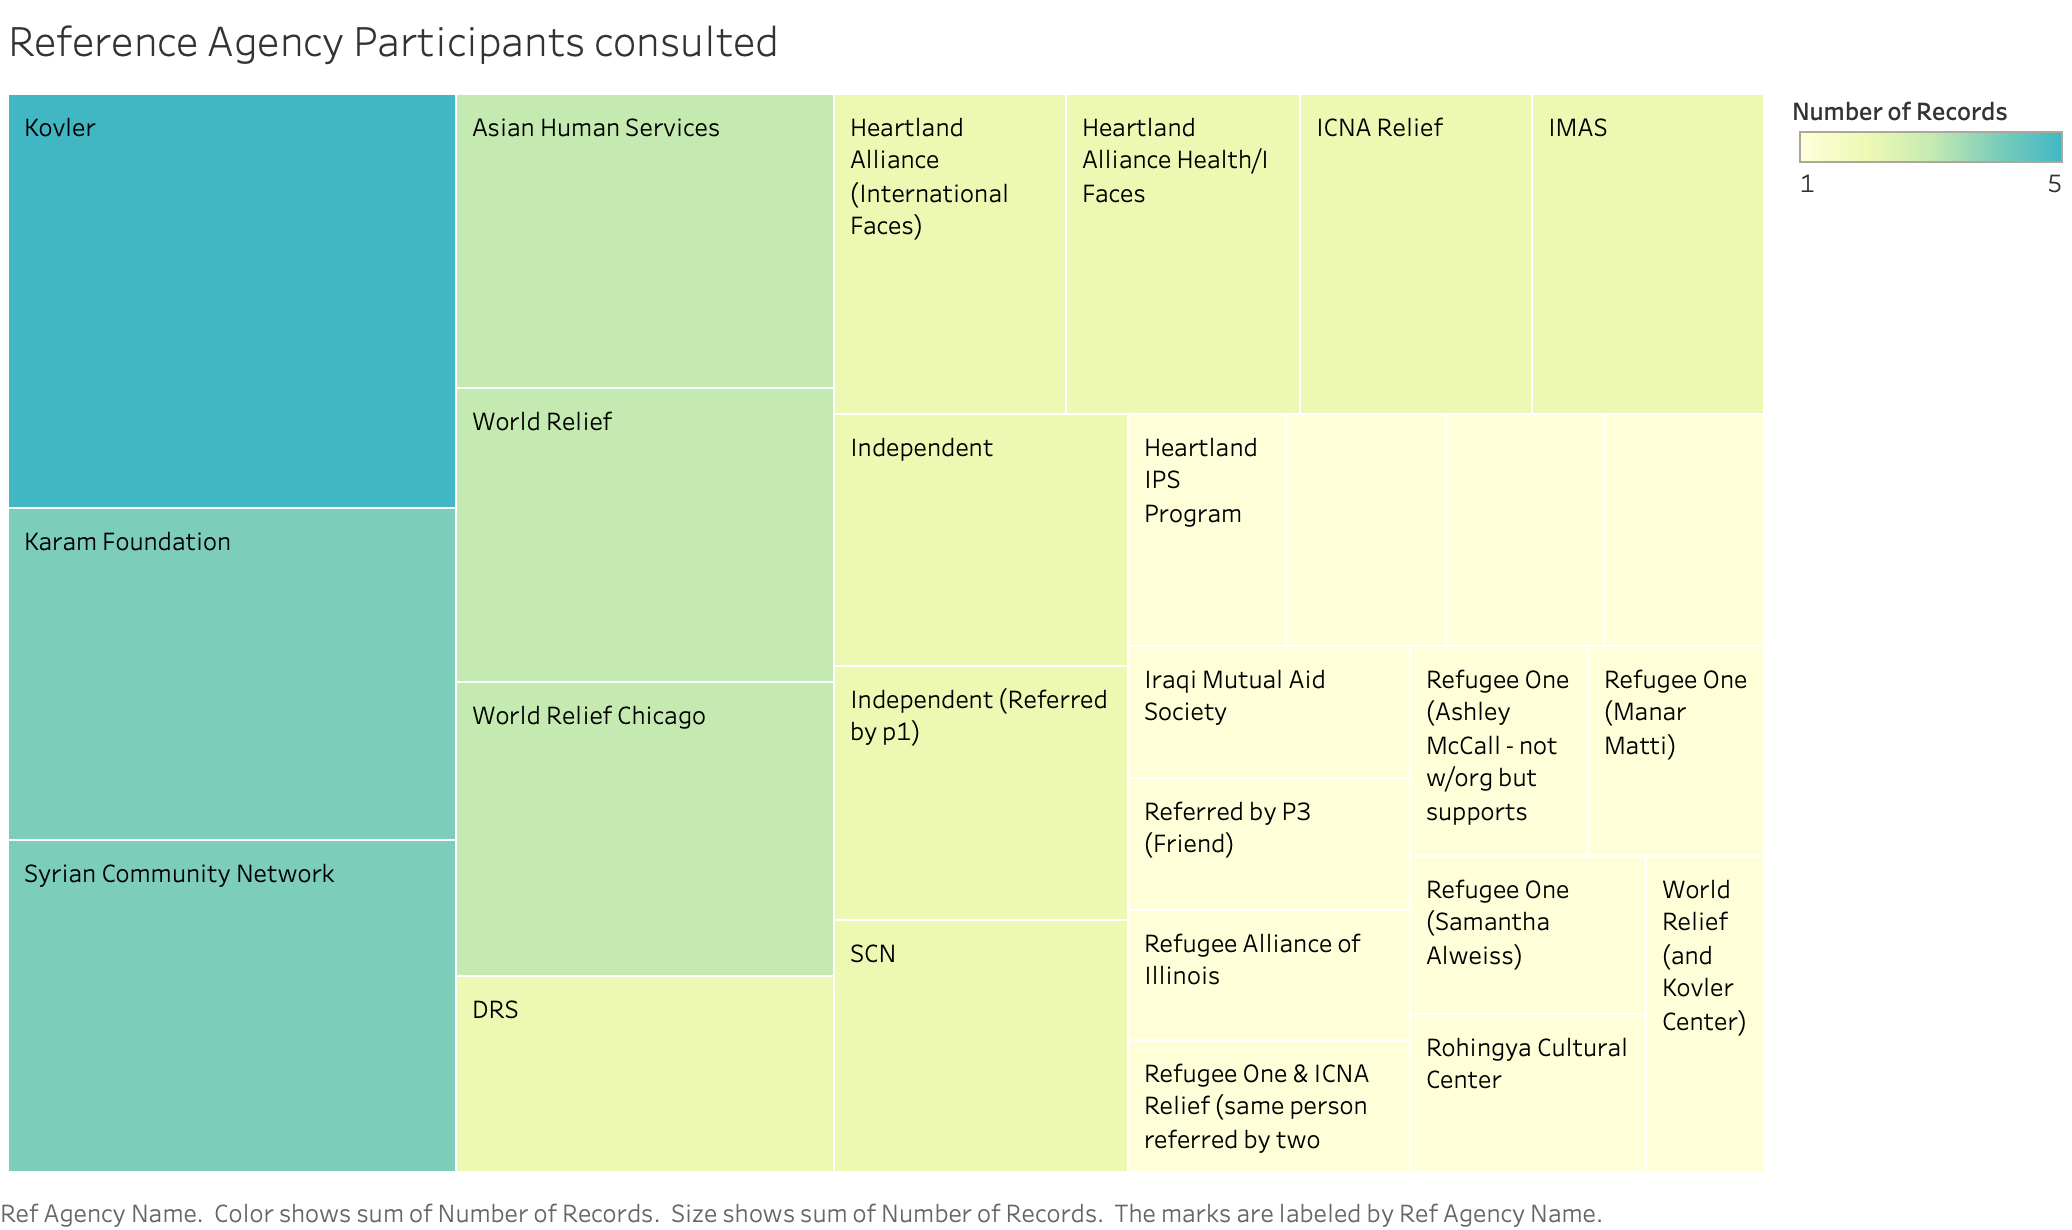 Reference Agency Participants consulted
Kovler
Karam Foundation
Syrian Community Network
Asian Human Services
World Relief
World Relief Chicago
DRS
Heartland
Alliance
(International
Faces)
Heartland
Alliance Health/I
Faces
ICNA Relief
IMAS
Independent
Independent (Referred
by p1)
SCN
Heartland
IPS
Program
Iraqi Mutual Aid
Society
Referred by P3
(Friend)
Refugee Alliance of
Illinois
Refugee One & ICNA
Relief (same person
referred by two
Refugee One
(Ashley
McCall - not
w/org but
supports
Refugee One
(Manar
Matti)
Refugee One
(Samantha
Alweiss)
Rohingya Cultural
Center
World
Relief
(and
Kovler
Center)
Number of Records
1 5
Ref Agency Name.  Color shows sum of Number of Records.  Size shows sum of Number of Records.  The marks are labeled by Ref Agency Name.